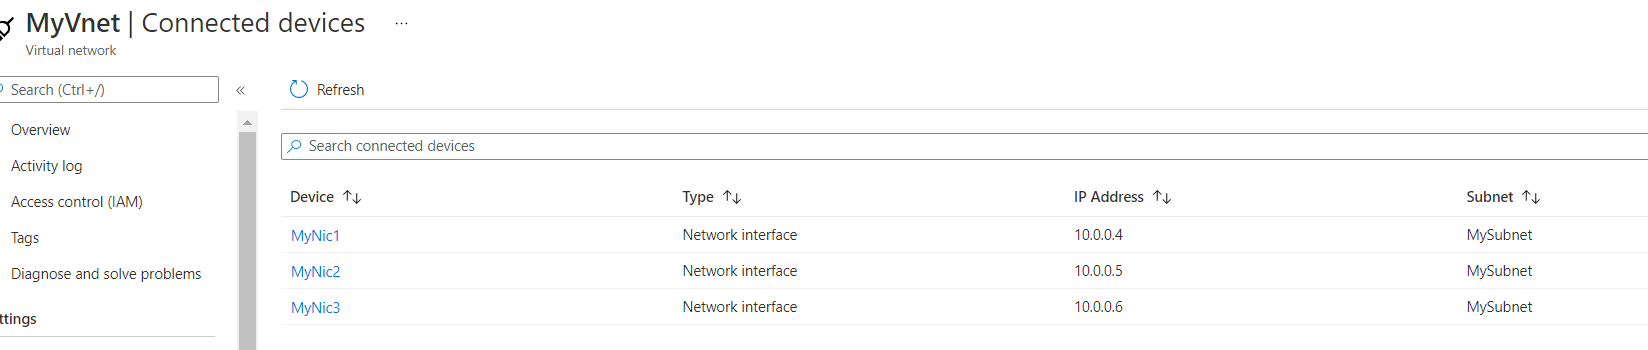 MyVnet | Connected devices ...
Virtual network
Search (Ctrl+/)
«
Refresh
Overview
Activity log
Access control (IAM)
Tags
Diagnose and solve problems
ttings
Search connected devices
Device Type IP Address Subnet
MyNic1 Network interface 10.0.0.4 MySubnet
MyNic2 Network interface 10.0.0.5 MySubnet
MyNic3 Network interface 10.0.0.6 MySubnet